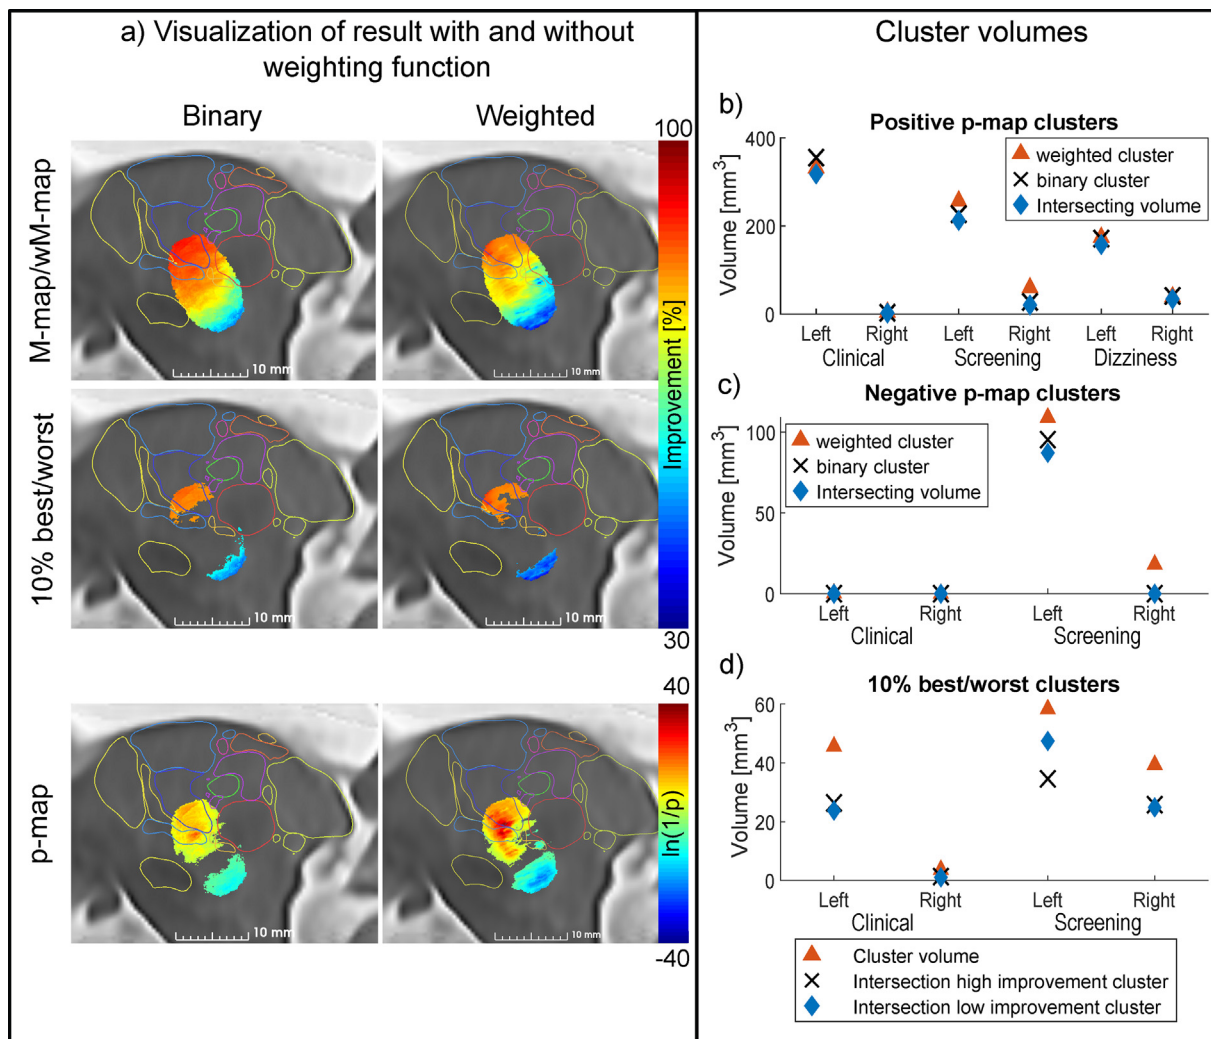 a) Visualization of result with and without
weighting function
Binary
Weighted
M-map/wM-map
10 mm
10 mm
100
Improvement [%]
30
10% best/worst
10 mm
10 mm
p-map
10 mm
10 mm
40
ln(1/p)
-40
Cluster volumes
b)
Positive p-map clusters
Volume [mm3]
400
200
0
weighted cluster
binary cluster
Intersecting volume
Left Right Left Right Left Right
Clinical Screening Dizziness
c)
Negative p-map clusters
Volume [mm3]
100
50
0
weighted cluster
binary cluster
Intersecting volume
Left Right Left Right
Clinical Screening
d)
10% best/worst clusters
Volume [mm3]
60
40
20
0
Left Right Left Right
Clinical Screening
Cluster volume
Intersection high improvement cluster
Intersection low improvement cluster